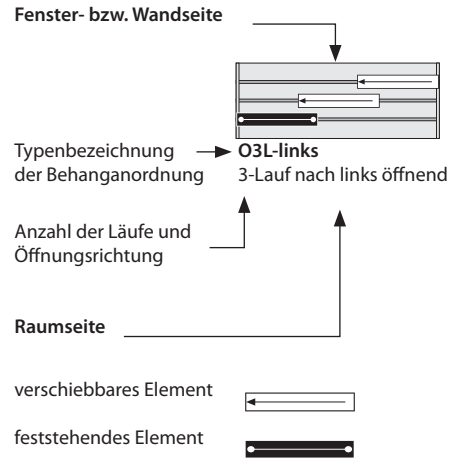 Fenster- bzw. Wandseite
Typenbezeichnung
der Behanganordnung
O3L-links
3-Lauf nach links öffnend
Anzahl der Läufe und
Öffnungsrichtung
Raumseite
verschiebbares Element
feststehendes Element